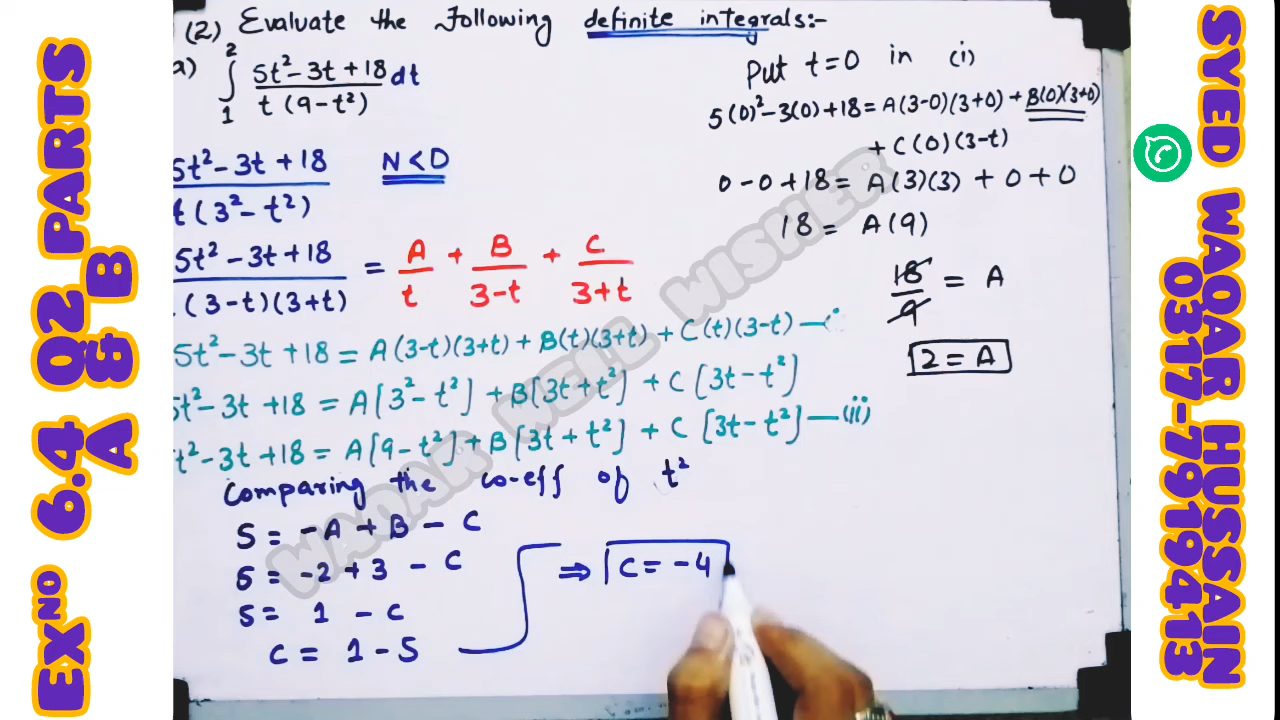 EXᴺᴼ 6.4 Q2 PARTS
A & B
(2) Evaluate the following definite integrals:-
a) ∫₁² 5t²-3t+18 / t(9-t²) dt
5t²-3t+18 / t(3²-t²) N<D
5t²-3t+18 / (3-t)(3+t) = A/t + B/3-t + C/3+t
5t²-3t+18 = A(3-t)(3+t) + B(t)(3+t) + C(t)(3-t) —(i
5t²-3t+18 = A[3²-t²] + B[3t+t²] + C[3t-t²]
t²-3t+18 = A[9-t²] + B[3t+t²] + C[3t-t²] —(ii)
Comparing the co-eff of t²
5 = -A + B - C
5 = -2 + 3 - C
5 = 1 - C
C = 1 - 5
⇒ C = -4
Put t=0 in (i)
5(0)²-3(0)+18 = A(3-0)(3+0) + B(0)(3+0)
+ C(0)(3-t)
0-0+18 = A(3)(3) + 0 + 0
18 = A(9)
18/9 = A
2 = A
WAQAR WELL WISHER
SYED WAQAR HUSSAIN
0317-7919413